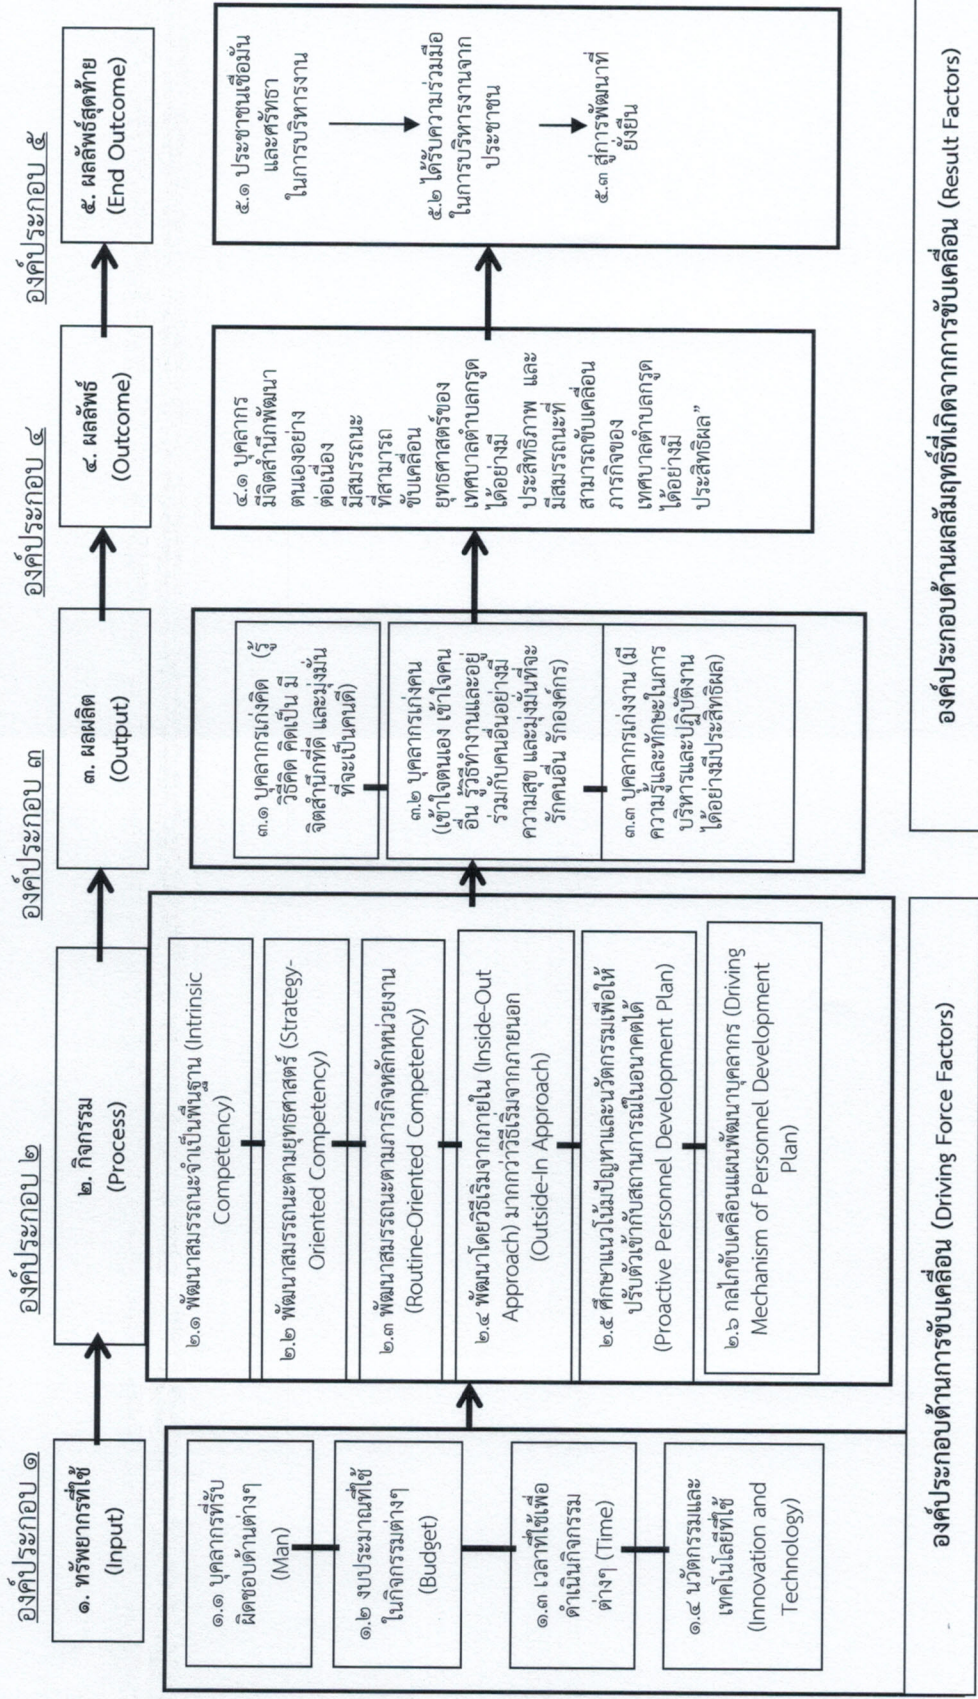 องค์ประกอบ ๑
๑. ทรัพยากรที่ใช้
(Input)
๑.๑ บุคลากรที่รับ
ผิดชอบด้านต่างๆ
(Man)
๑.๒ งบประมาณที่ใช้
ในกิจกรรมต่างๆ
(Budget)
๑.๓ เวลาที่ใช้เพื่อ
ดำเนินกิจกรรม
ต่างๆ (Time)
๑.๔ นวัตกรรมและ
เทคโนโลยีที่ใช้
(Innovation and
Technology)
องค์ประกอบ ๒
๒. กิจกรรม
(Process)
๒.๑ พัฒนาสมรรถนะจำเป็นพื้นฐาน (Intrinsic
Competency)
๒.๒ พัฒนาสมรรถนะตามยุทธศาสตร์ (Strategy-
Oriented Competency)
๒.๓ พัฒนาสมรรถนะตามภารกิจหลักหน่วยงาน
(Routine-Oriented Competency)
๒.๔ พัฒนาโดยวิธีเริ่มจากภายใน (Inside-Out
Approach) มากกว่าวิธีเริ่มจากภายนอก
(Outside-In Approach)
๒.๕ ศึกษาแนวโน้มปัญหาและนวัตกรรมเพื่อให้
ปรับตัวเข้ากับสถานการณ์ในอนาคตได้
(Proactive Personnel Development Plan)
๒.๖ กลไกขับเคลื่อนแผนพัฒนาบุคลากร (Driving
Mechanism of Personnel Development
Plan)
องค์ประกอบ ๓
๓. ผลผลิต
(Output)
๓.๑ บุคลากรเก่งคิด (รู้
วิธีคิด คิดเป็น มี
จิตสำนึกที่ดี และมุ่งมั่น
ที่จะเป็นคนดี)
๓.๒ บุคลากรเก่งคน
(เข้าใจตนเอง เข้าใจคน
อื่น รู้วิธีทำงานและอยู่
ร่วมกับคนอื่นอย่างมี
ความสุข และมุ่งมั่นที่จะ
รักคนอื่น รักองค์กร)
๓.๓ บุคลากรเก่งงาน (มี
ความรู้และทักษะในการ
บริหารและปฏิบัติงาน
ได้อย่างมีประสิทธิผล)
องค์ประกอบ ๔
๔. ผลลัพธ์
(Outcome)
๔.๑ บุคลากร
มีจิตสำนึกพัฒนา
ตนเองอย่าง
ต่อเนื่อง
มีสมรรถนะ
ที่สามารถ
ขับเคลื่อน
ยุทธศาสตร์ของ
เทศบาลตำบลกรูด
ได้อย่างมี
ประสิทธิภาพ และ
มีสมรรถนะที่
สามารถขับเคลื่อน
ภารกิจของ
เทศบาลตำบลกรูด
ได้อย่างมี
ประสิทธิผล”
องค์ประกอบ ๕
๕. ผลลัพธ์สุดท้าย
(End Outcome)
๕.๑ ประชาชนเชื่อมั่น
และศรัทธา
ในการบริหารงาน
๕.๒ ได้รับความร่วมมือ
ในการบริหารงานจาก
ประชาชน
๕.๓ สู่การพัฒนาที่
ยั่งยืน
องค์ประกอบด้านการขับเคลื่อน (Driving Force Factors)
องค์ประกอบด้านผลสัมฤทธิ์ที่เกิดจากการขับเคลื่อน (Result Factors)